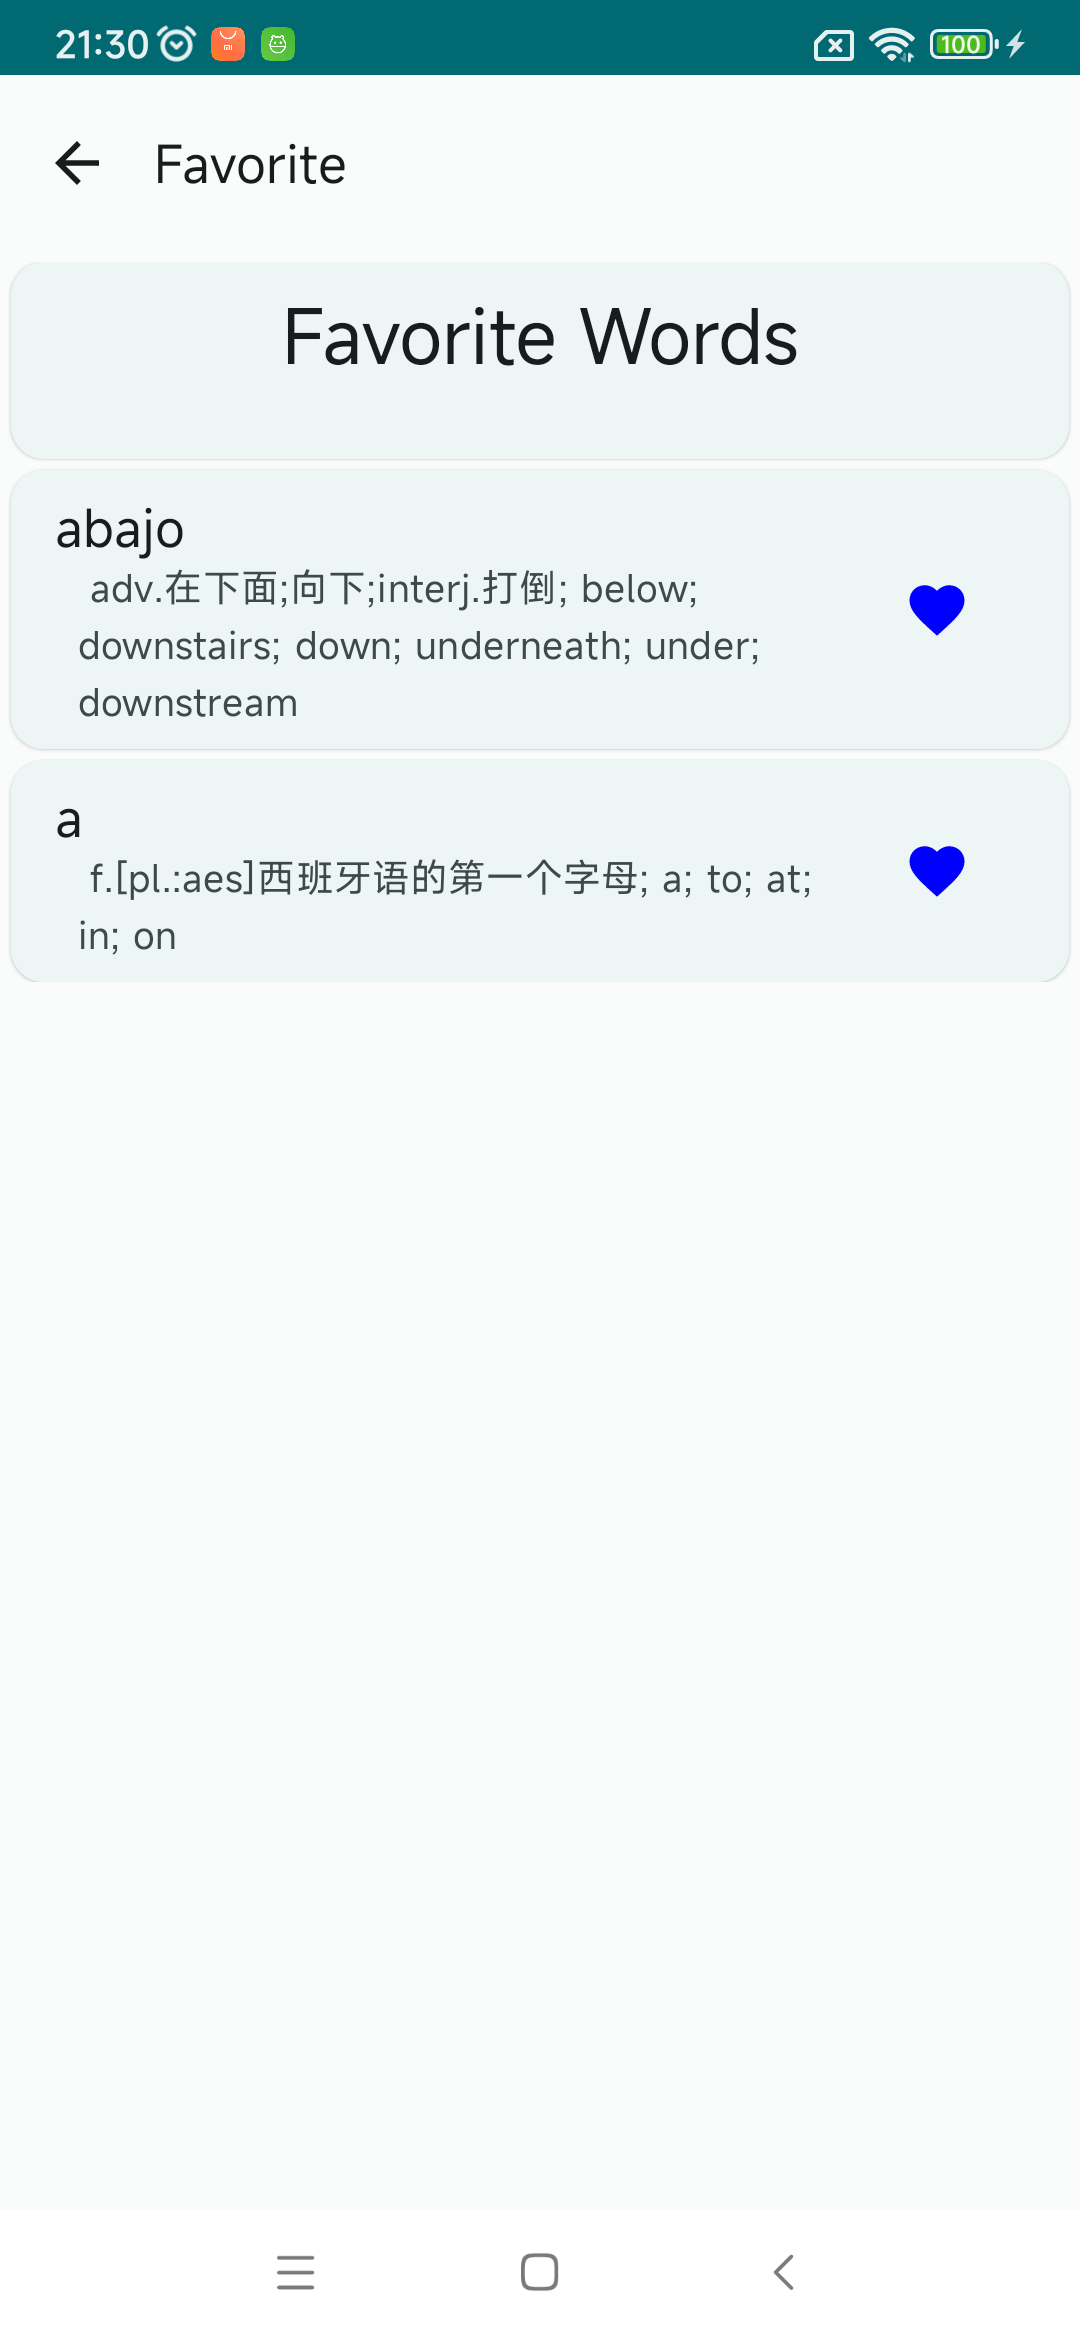 21:30
100
Favorite
Favorite Words
abajo
adv.在下面;向下;interj.打倒; below;
downstairs; down; underneath; under;
downstream
a
f.[pl.:aes]西班牙语的第一个字母; a; to; at;
in; on